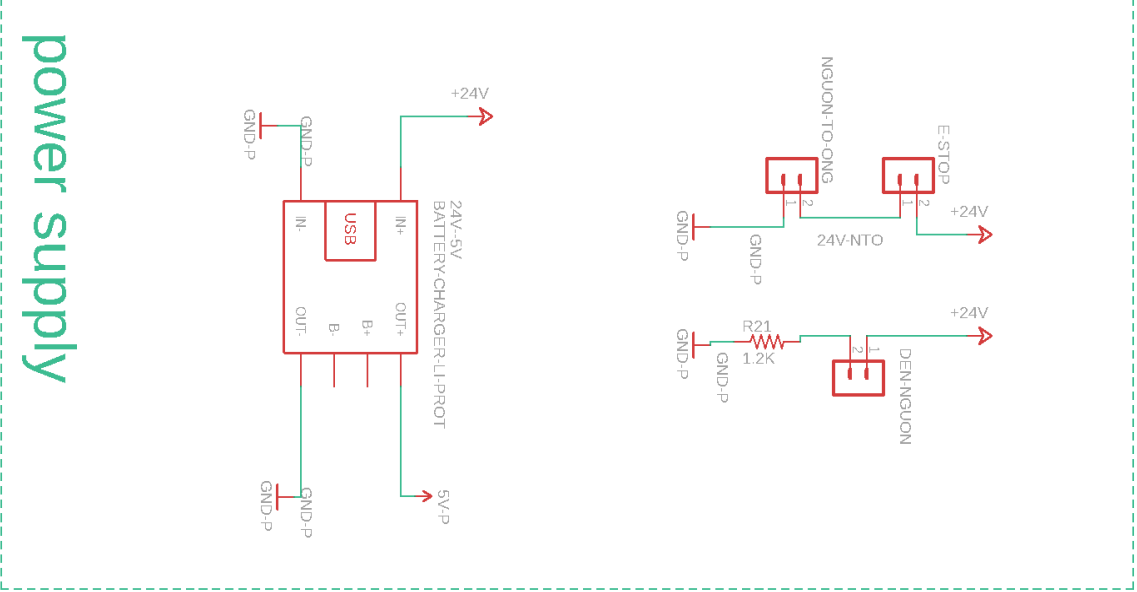 power supply
GND-P
GND-P
+24V
IN-
USB
IN+
24V--5V
BATTERY-CHARGER-LI-PROT
OUT-
B-
B+
OUT+
GND-P
GND-P
5V-P
NGUON-TO-ONG
1
2
E-STOP
1
2
+24V
GND-P
GND-P
24V-NTO
+24V
GND-P
GND-P
R21
1.2K
2
1
DEN-NGUON